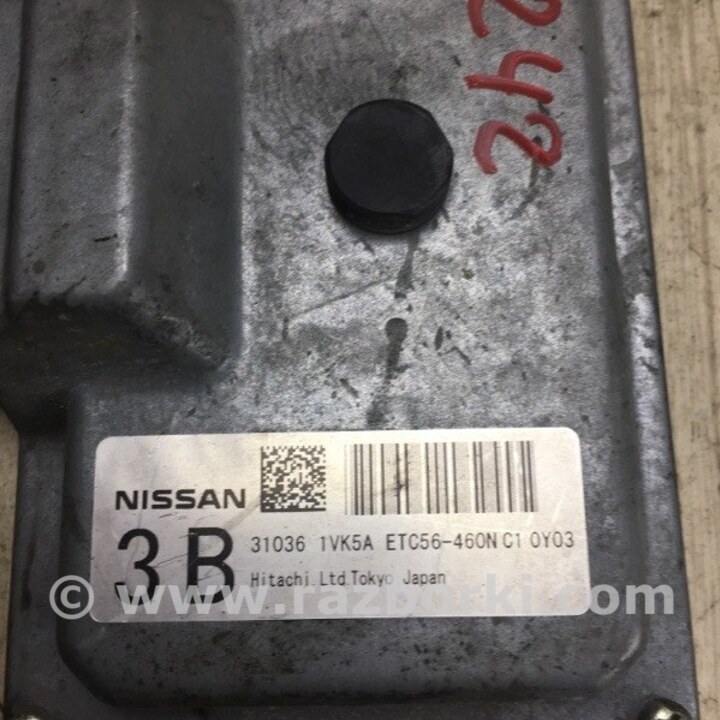 242
NISSAN
3B
31036 1VK5A ETC56-460N C1 0Y03
Hitachi.Ltd.Tokyo Japan
© www.razborki.com